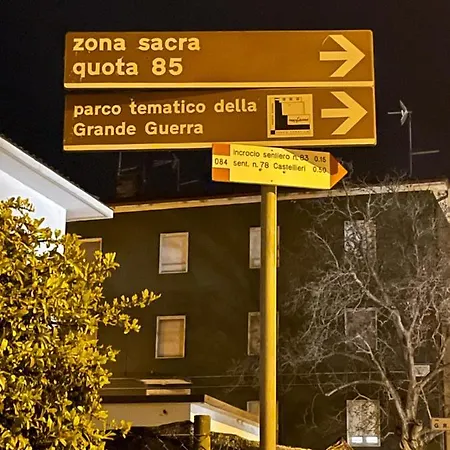 zona sacra
quota 85
parco tematico della
Grande Guerra
084
Incrocio sentiero n.83 0.15
sent. n.78 Castellieri 0.50